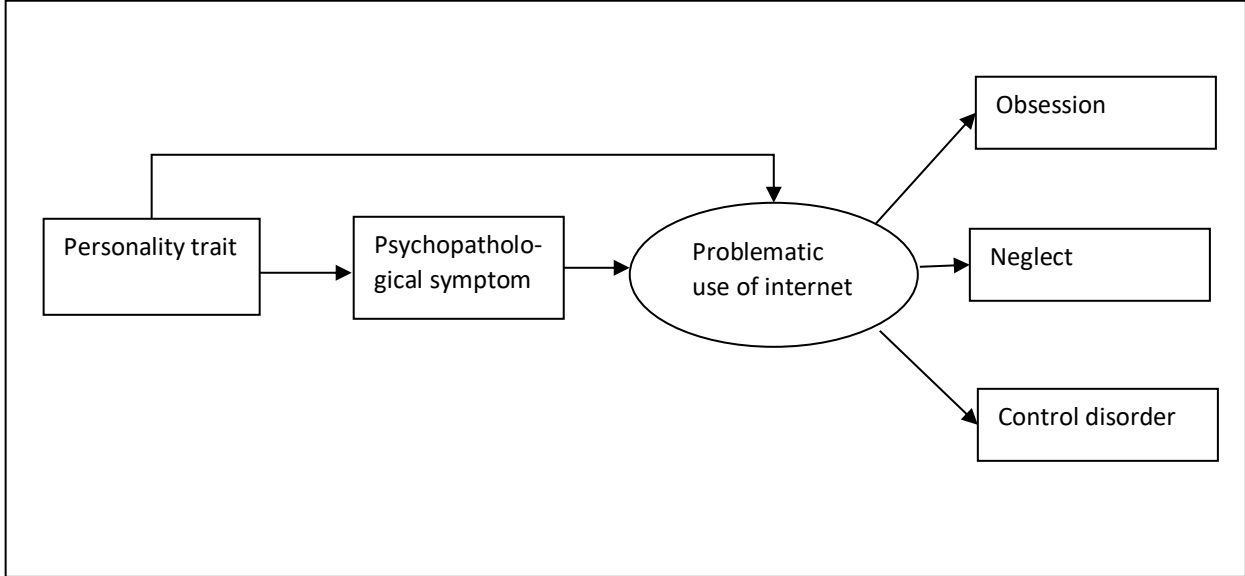 Obsession
Personality trait
Psychopatholo-
gical symptom
Problematic
use of internet
Neglect
Control disorder